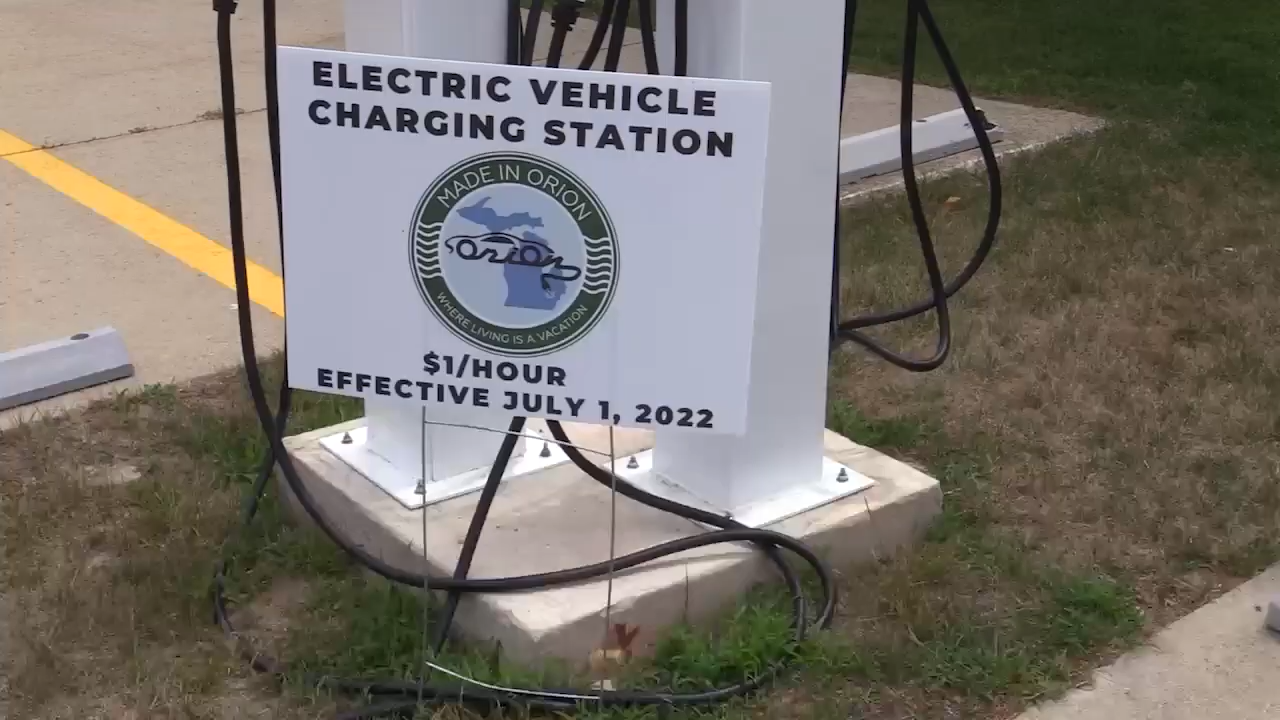 ELECTRIC VEHICLE
CHARGING STATION
MADE IN ORION
orion
WHERE LIVING IS A VACATION
$1/HOUR
EFFECTIVE JULY 1, 2022